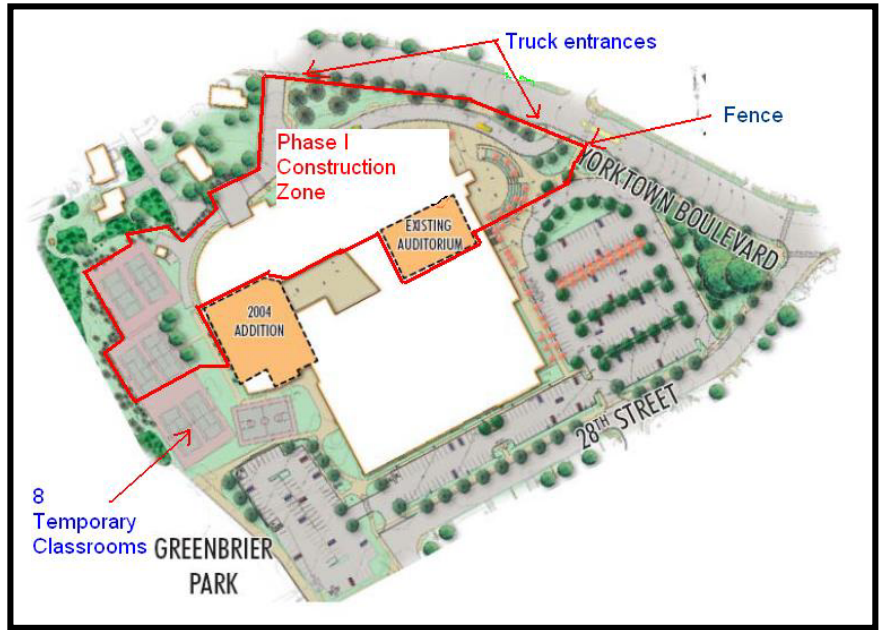 Truck entrances
Fence
Phase I
Construction
Zone
YORKTOWN BOULEVARD
EXISTING
AUDITORIUM
2004
ADDITION
28TH STREET
8
Temporary
Classrooms
GREENBRIER
PARK